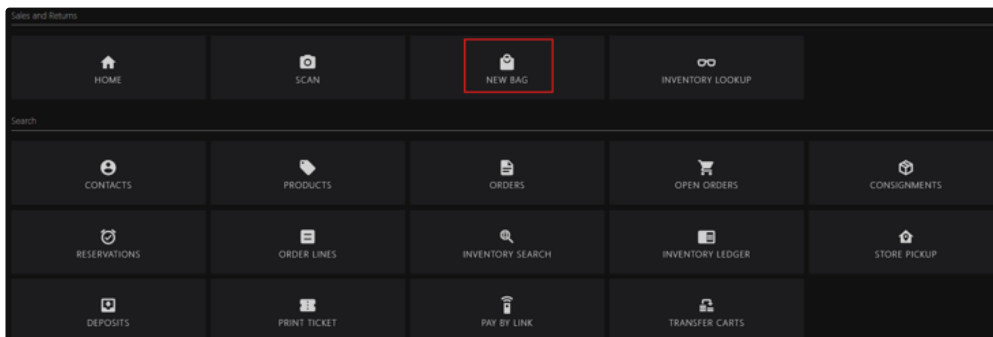 Sales and Returns
HOME
SCAN
NEW BAG
INVENTORY LOOKUP
Search
CONTACTS
PRODUCTS
ORDERS
OPEN ORDERS
CONSIGNMENTS
RESERVATIONS
ORDER LINES
INVENTORY SEARCH
INVENTORY LEDGER
STORE PICKUP
DEPOSITS
PRINT TICKET
PAY BY LINK
TRANSFER CARTS